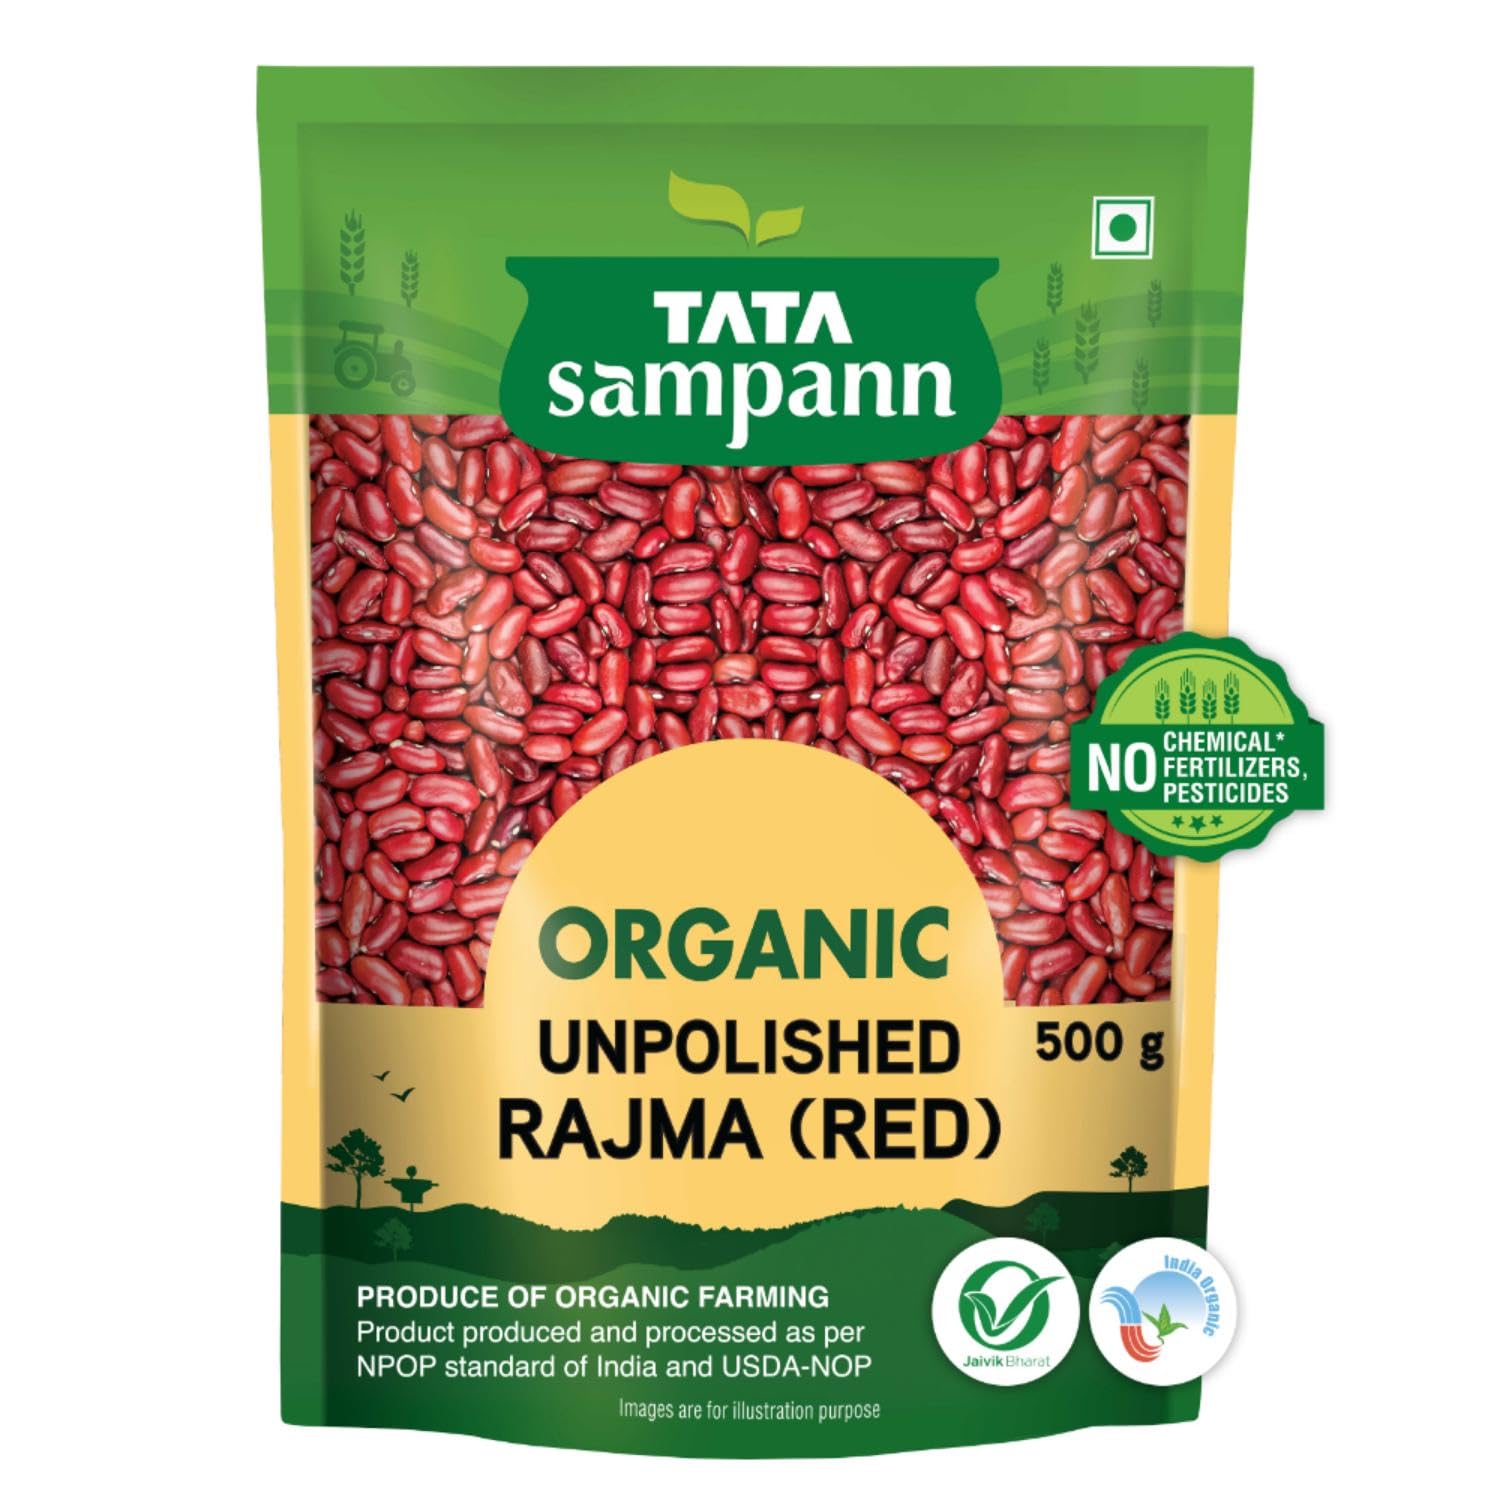 TATA
sampann
NO CHEMICAL*
FERTILIZERS,
PESTICIDES
ORGANIC
UNPOLISHED
RAJMA (RED)
500 g
PRODUCE OF ORGANIC FARMING
Product produced and processed as per
NPOP standard of India and USDA-NOP
Images are for illustration purpose
Jaivik Bharat
India Organic